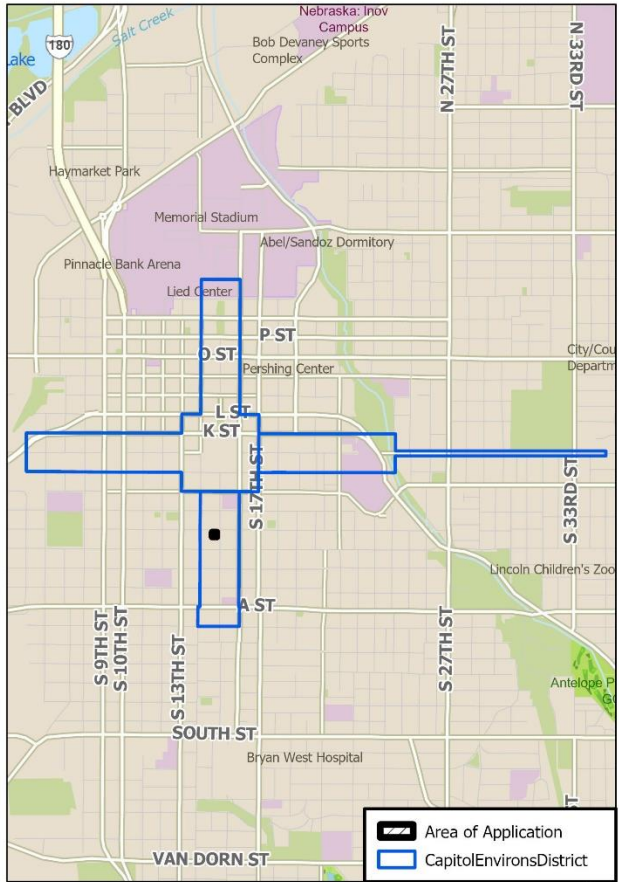 Nebraska: Inov
Campus
Salt Creek
180
Lake
Bob Devaney Sports
Complex
N 27TH ST
N 33RD ST
BLVD
Haymarket Park
Memorial Stadium
Abel/Sandoz Dormitory
Pinnacle Bank Arena
Lied Center
P ST
O ST
City/Cou
Departm
Pershing Center
L ST
K ST
S 17TH ST
S 33RD ST
Lincoln Children's Zoo
A ST
S 9TH ST
S 10TH ST
S 13TH ST
S 27TH ST
Antelope P
GO
SOUTH ST
Bryan West Hospital
ST
VAN DORN ST
Area of Application
CapitolEnvironsDistrict